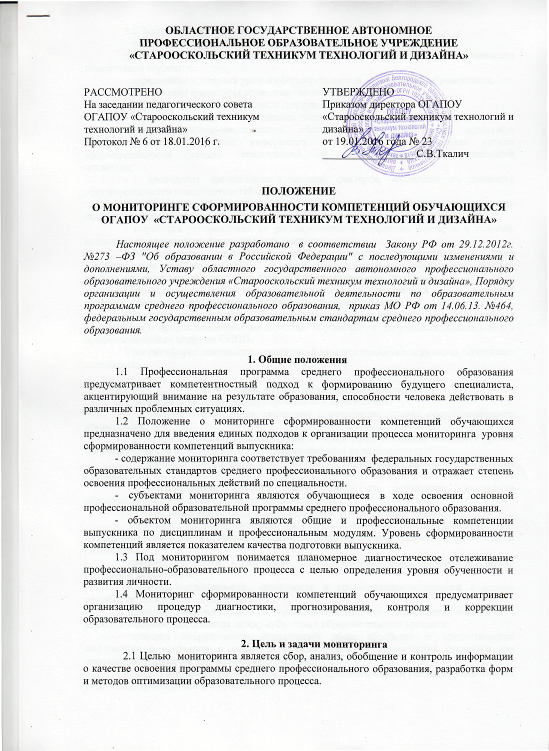 ОБЛАСТНОЕ ГОСУДАРСТВЕННОЕ АВТОНОМНОЕ
ПРОФЕССИОНАЛЬНОЕ ОБРАЗОВАТЕЛЬНОЕ УЧРЕЖДЕНИЕ
«СТАРООСКОЛЬСКИЙ ТЕХНИКУМ ТЕХНОЛОГИЙ И ДИЗАЙНА»
РАССМОТРЕНО
На заседании педагогического совета
ОГАПОУ «Старооскольский техникум
технологий и дизайна»
Протокол № 6 от 18.01.2016 г.
УТВЕРЖДЕНО
Приказом директора ОГАПОУ
«Старооскольский техникум технологий и
дизайна»
от 19.01.2016 года № 23
С.В.Ткалич
ПОЛОЖЕНИЕ
О МОНИТОРИНГЕ СФОРМИРОВАННОСТИ КОМПЕТЕНЦИЙ ОБУЧАЮЩИХСЯ
ОГАПОУ «СТАРООСКОЛЬСКИЙ ТЕХНИКУМ ТЕХНОЛОГИЙ И ДИЗАЙНА»
Настоящее положение разработано в соответствии Закону РФ от 29.12.2012г.
№273 –ФЗ "Об образовании в Российской Федерации" с последующими изменениями и
дополнениями, Уставу областного государственного автономного профессионального
образовательного учреждения «Старооскольский техникум технологий и дизайна», Порядку
организации и осуществления образовательной деятельности по образовательным
программам среднего профессионального образования, приказ МО РФ от 14.06.13. №464,
федеральным государственным образовательным стандартам среднего профессионального
образования.
1. Общие положения
1.1 Профессиональная программа среднего профессионального образования
предусматривает компетентностный подход к формированию будущего специалиста,
акцентирующий внимание на результате образования, способности человека действовать в
различных проблемных ситуациях.
1.2 Положение о мониторинге сформированности компетенций обучающихся
предназначено для введения единых подходов к организации процесса мониторинга уровня
сформированности компетенций выпускника:
- содержание мониторинга соответствует требованиям федеральных государственных
образовательных стандартов среднего профессионального образования и отражает степень
освоения профессиональных действий по специальности.
- субъектами мониторинга являются обучающиеся в ходе освоения основной
профессиональной образовательной программы среднего профессионального образования.
- объектом мониторинга являются общие и профессиональные компетенции
выпускника по дисциплинам и профессиональным модулям. Уровень сформированности
компетенций является показателем качества подготовки выпускника.
1.3 Под мониторингом понимается планомерно диагностическое отслеживание
профессионально-образовательного процесса с целью определения уровня обученности и
развития личности.
1.4 Мониторинг сформированности компетенций обучающихся предусматривает
организацию процедур диагностики, прогнозирования, контроля и коррекции
образовательного процесса.
2. Цель и задачи мониторинга
2.1 Целью мониторинга является сбор, анализ, обобщение и контроль информации
о качестве освоения программы среднего профессионального образования, разработка форм
и методов оптимизации образовательного процесса.